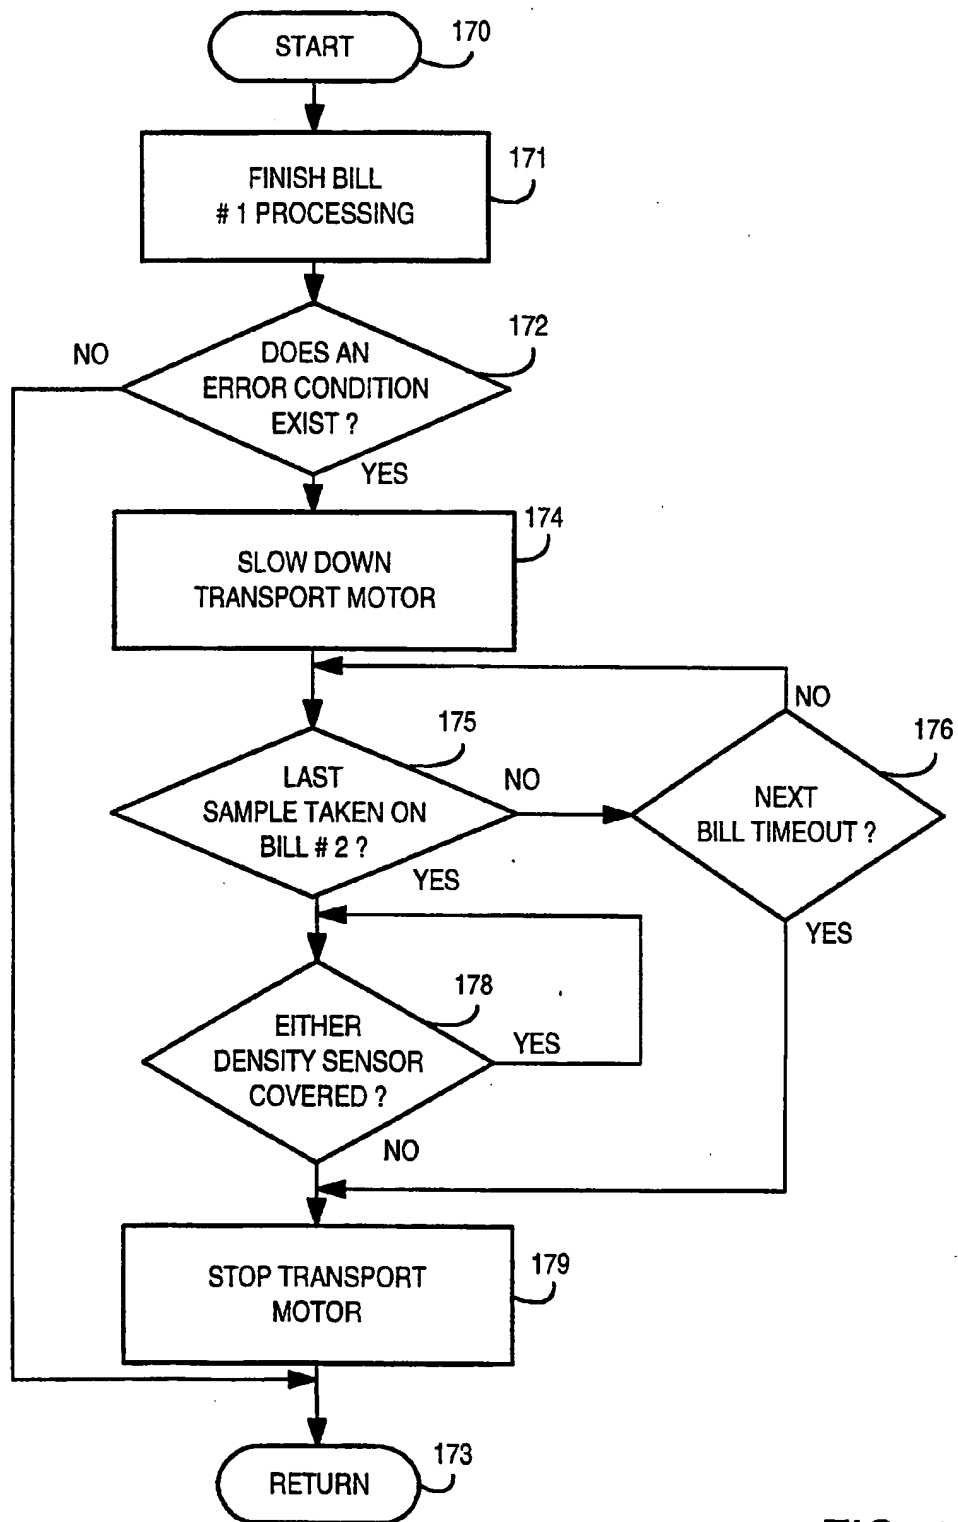 START
170
FINISH BILL
# 1 PROCESSING
171
DOES AN
ERROR CONDITION
EXIST ?
172
NO
YES
SLOW DOWN
TRANSPORT MOTOR
174
LAST
SAMPLE TAKEN ON
BILL # 2 ?
175
NO
YES
NEXT
BILL TIMEOUT ?
176
NO
YES
EITHER
DENSITY SENSOR
COVERED ?
178
YES
NO
STOP TRANSPORT
MOTOR
179
RETURN
173